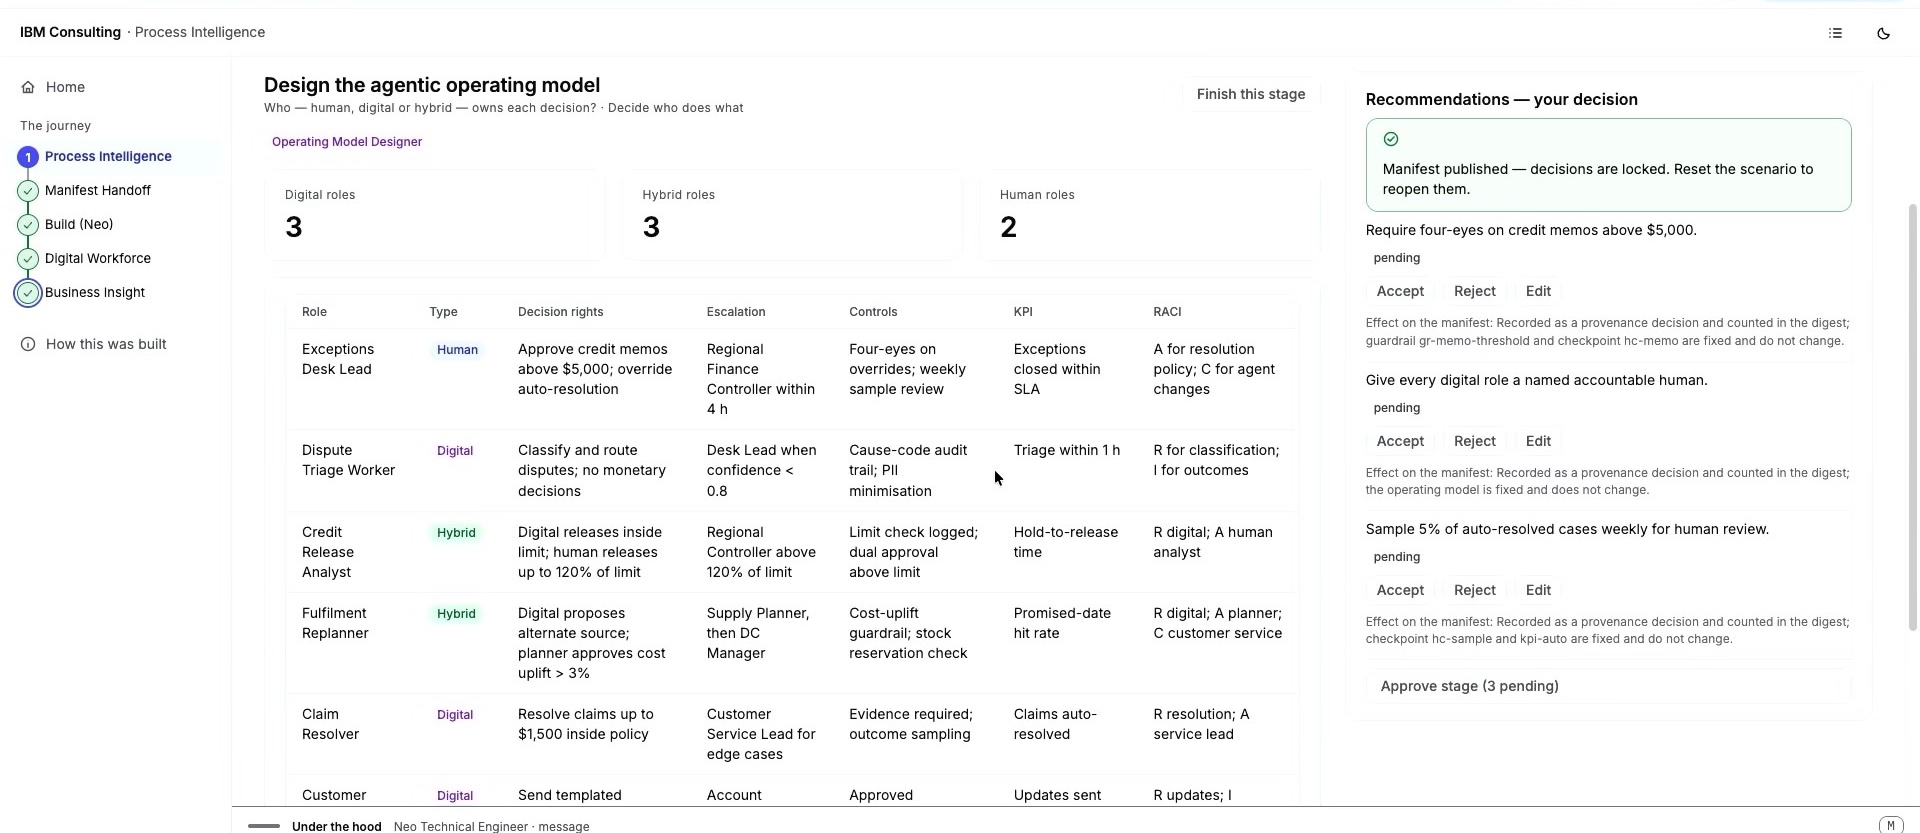 IBM Consulting · Process Intelligence
Home
The journey
1 Process Intelligence
Manifest Handoff
Build (Neo)
Digital Workforce
Business Insight
How this was built
Design the agentic operating model
Who — human, digital or hybrid — owns each decision? · Decide who does what
Finish this stage
Operating Model Designer
Digital roles
3
Hybrid roles
3
Human roles
2
Role Type Decision rights Escalation Controls KPI RACI
Exceptions
Desk Lead
Human
Approve credit memos
above $5,000; override
auto-resolution
Regional
Finance
Controller within
4 h
Four-eyes on
overrides; weekly
sample review
Exceptions
closed within
SLA
A for resolution
policy; C for agent
changes
Dispute
Triage Worker
Digital
Classify and route
disputes; no monetary
decisions
Desk Lead when
confidence <
0.8
Cause-code audit
trail; PII
minimisation
Triage within 1 h
R for classification;
I for outcomes
Credit
Release
Analyst
Hybrid
Digital releases inside
limit; human releases
up to 120% of limit
Regional
Controller above
120% of limit
Limit check logged;
dual approval
above limit
Hold-to-release
time
R digital; A human
analyst
Fulfilment
Replanner
Hybrid
Digital proposes
alternate source;
planner approves cost
uplift > 3%
Supply Planner,
then DC
Manager
Cost-uplift
guardrail; stock
reservation check
Promised-date
hit rate
R digital; A planner;
C customer service
Claim
Resolver
Digital
Resolve claims up to
$1,500 inside policy
Customer
Service Lead for
edge cases
Evidence required;
outcome sampling
Claims auto-
resolved
R resolution; A
service lead
Customer
Digital
Send templated
Account
Approved
Updates sent
R updates; I
Recommendations — your decision
Manifest published — decisions are locked. Reset the scenario to
reopen them.
Require four-eyes on credit memos above $5,000.
pending
Accept Reject Edit
Effect on the manifest: Recorded as a provenance decision and counted in the digest;
guardrail gr-memo-threshold and checkpoint hc-memo are fixed and do not change.
Give every digital role a named accountable human.
pending
Accept Reject Edit
Effect on the manifest: Recorded as a provenance decision and counted in the digest;
the operating model is fixed and does not change.
Sample 5% of auto-resolved cases weekly for human review.
pending
Accept Reject Edit
Effect on the manifest: Recorded as a provenance decision and counted in the digest;
checkpoint hc-sample and kpi-auto are fixed and do not change.
Approve stage (3 pending)
Under the hood Neo Technical Engineer · message
M